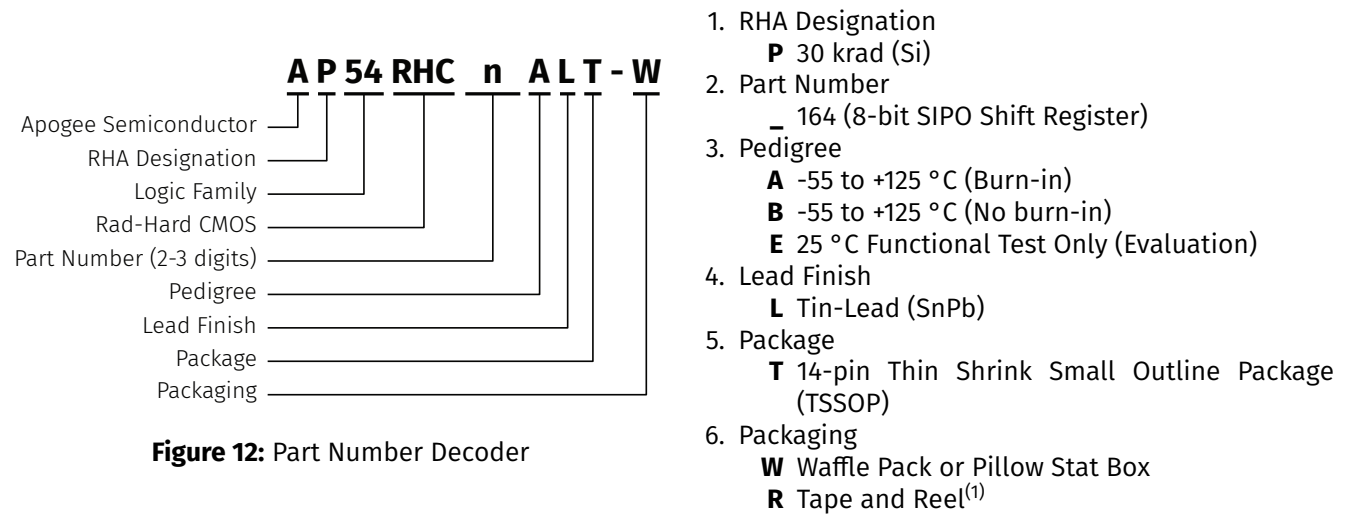 A P 54 RHC n A L T - W
Apogee Semiconductor
RHA Designation
Logic Family
Rad-Hard CMOS
Part Number (2-3 digits)
Pedigree
Lead Finish
Package
Packaging
Figure 12: Part Number Decoder
1. RHA Designation
P 30 krad (Si)
2. Part Number
_ 164 (8-bit SIPO Shift Register)
3. Pedigree
A -55 to +125 °C (Burn-in)
B -55 to +125 °C (No burn-in)
E 25 °C Functional Test Only (Evaluation)
4. Lead Finish
L Tin-Lead (SnPb)
5. Package
T 14-pin Thin Shrink Small Outline Package
(TSSOP)
6. Packaging
W Waffle Pack or Pillow Stat Box
R Tape and Reel(1)